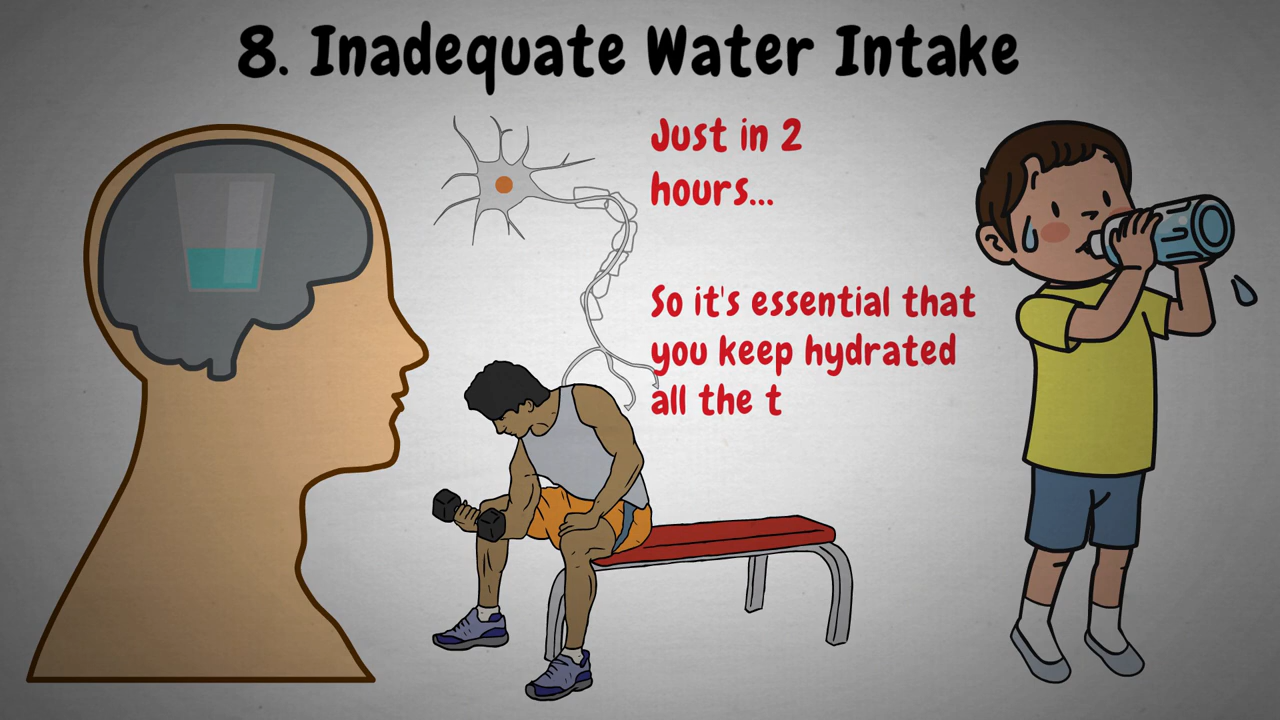 8. Inadequate Water Intake
Just in 2
hours...
So it's essential that
you keep hydrated
all the t